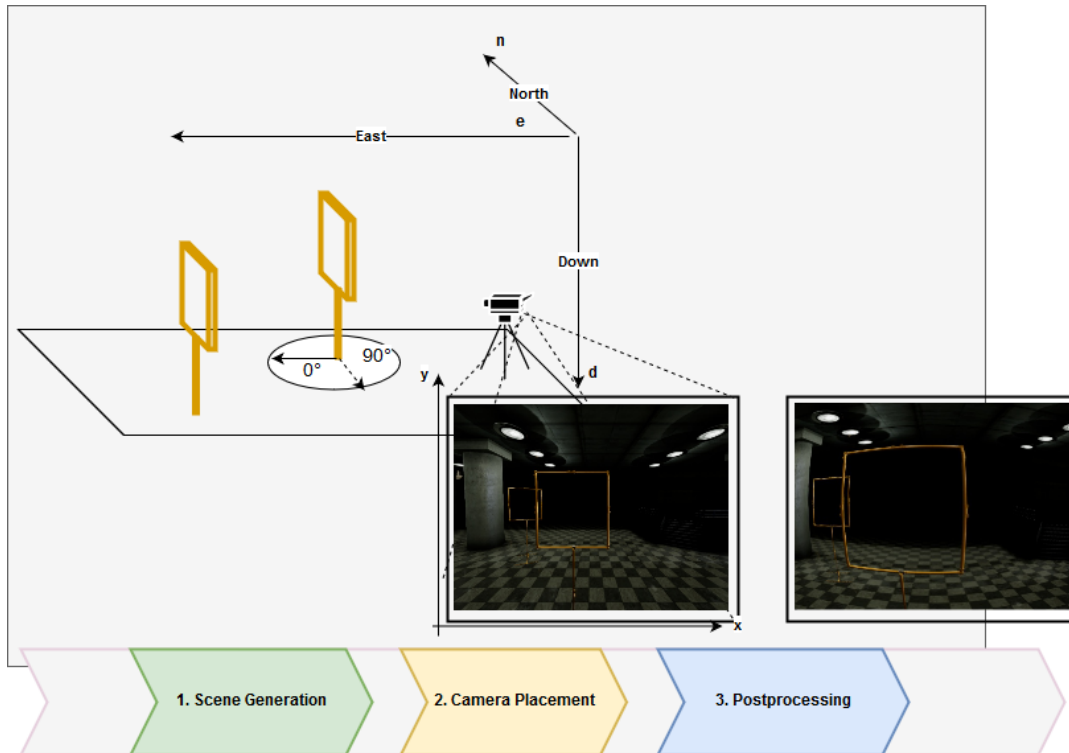 n
North
e
East
Down
90°
0°
d
y
x
1. Scene Generation
2. Camera Placement
3. Postprocessing